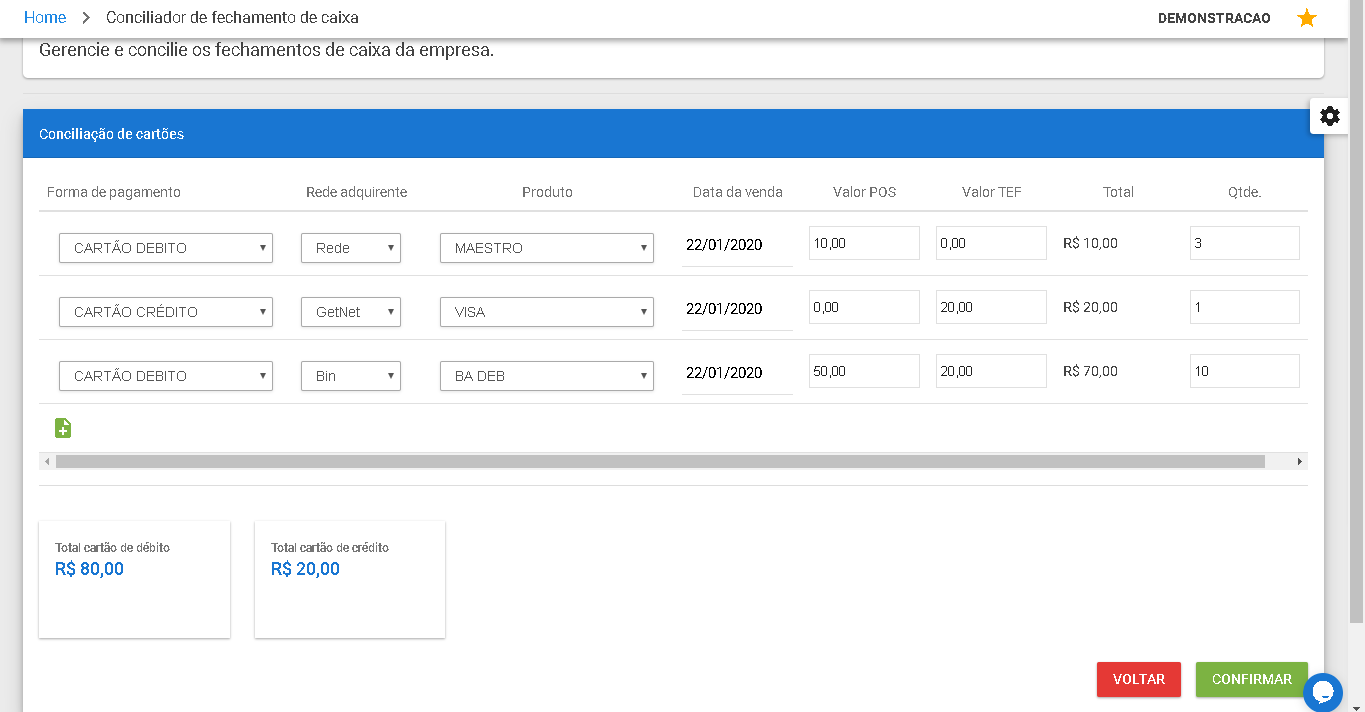 Home > Conciliador de fechamento de caixa DEMONSTRACAO
Gerencie e concilie os fechamentos de caixa da empresa.
Conciliação de cartões
Forma de pagamento Rede adquirente Produto Data da venda Valor POS Valor TEF Total Qtde.
CARTÃO DEBITO Rede MAESTRO 22/01/2020 10,00 0,00 R$ 10,00 3
CARTÃO CRÉDITO GetNet VISA 22/01/2020 0,00 20,00 R$ 20,00 1
CARTÃO DEBITO Bin BA DEB 22/01/2020 50,00 20,00 R$ 70,00 10
Total cartão de débito Total cartão de crédito
R$ 80,00 R$ 20,00
VOLTAR CONFIRMAR